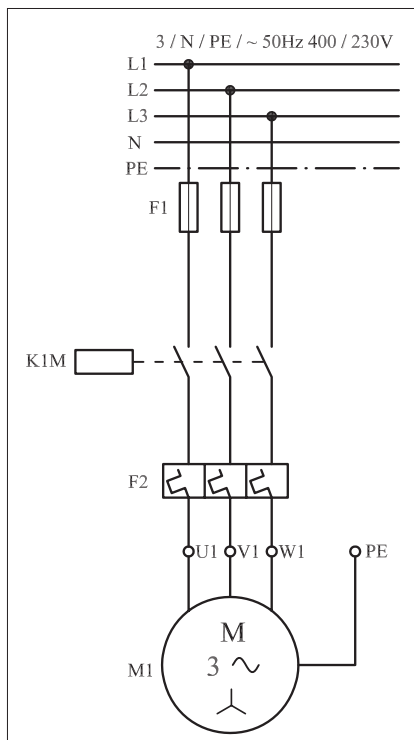 3 / N / PE / ~ 50Hz 400 / 230V
L1
L2
L3
N
PE
F1
K1M
F2
U1 V1 W1 PE
M
M1 3 ~